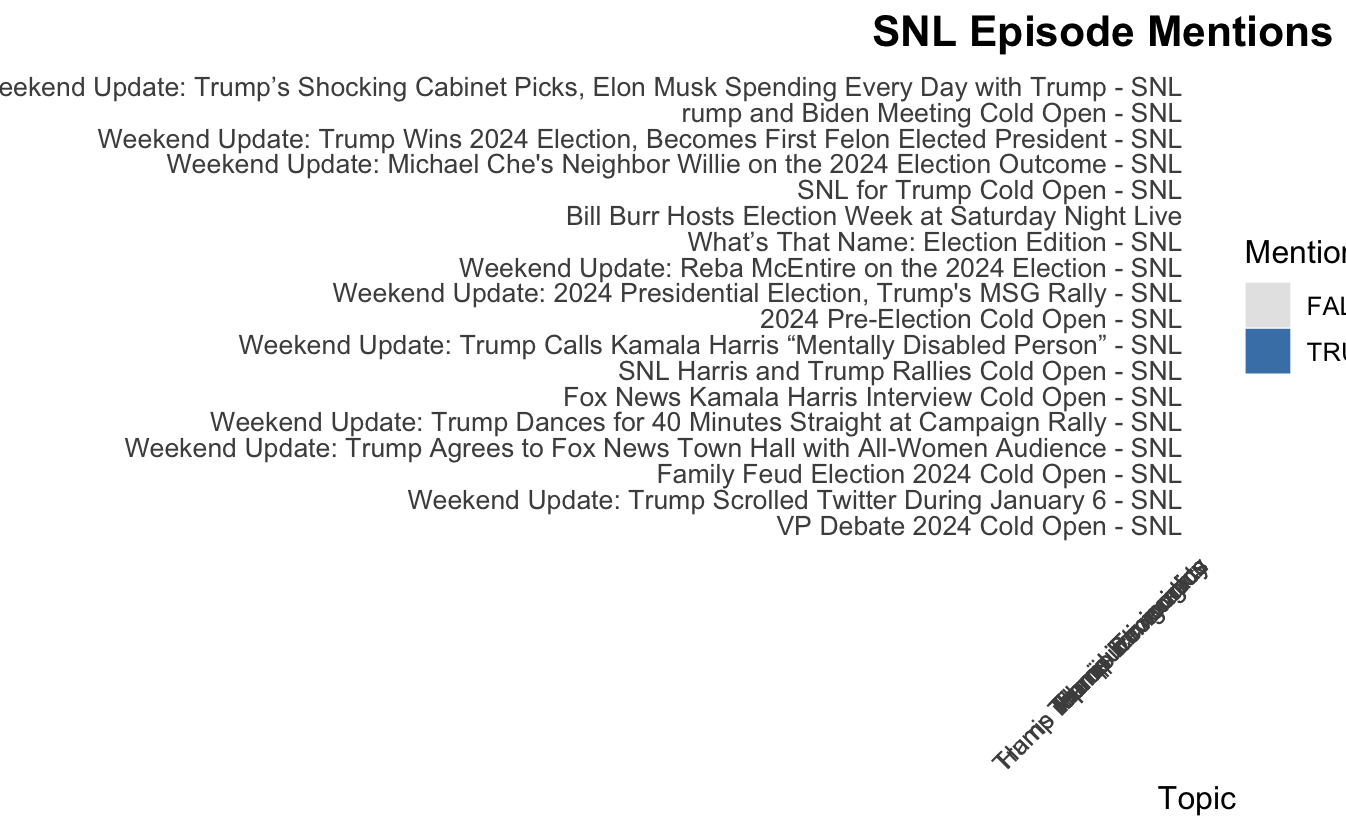 SNL Episode Mentions
eekend Update: Trump’s Shocking Cabinet Picks, Elon Musk Spending Every Day with Trump - SNL
rump and Biden Meeting Cold Open - SNL
Weekend Update: Trump Wins 2024 Election, Becomes First Felon Elected President - SNL
Weekend Update: Michael Che's Neighbor Willie on the 2024 Election Outcome - SNL
SNL for Trump Cold Open - SNL
Bill Burr Hosts Election Week at Saturday Night Live
What’s That Name: Election Edition - SNL
Weekend Update: Reba McEntire on the 2024 Election - SNL
Weekend Update: 2024 Presidential Election, Trump's MSG Rally - SNL
2024 Pre-Election Cold Open - SNL
Weekend Update: Trump Calls Kamala Harris “Mentally Disabled Person” - SNL
SNL Harris and Trump Rallies Cold Open - SNL
Fox News Kamala Harris Interview Cold Open - SNL
Weekend Update: Trump Dances for 40 Minutes Straight at Campaign Rally - SNL
Weekend Update: Trump Agrees to Fox News Town Hall with All-Women Audience - SNL
Family Feud Election 2024 Cold Open - SNL
Weekend Update: Trump Scrolled Twitter During January 6 - SNL
VP Debate 2024 Cold Open - SNL
Mention
FAL
TRU
Topic